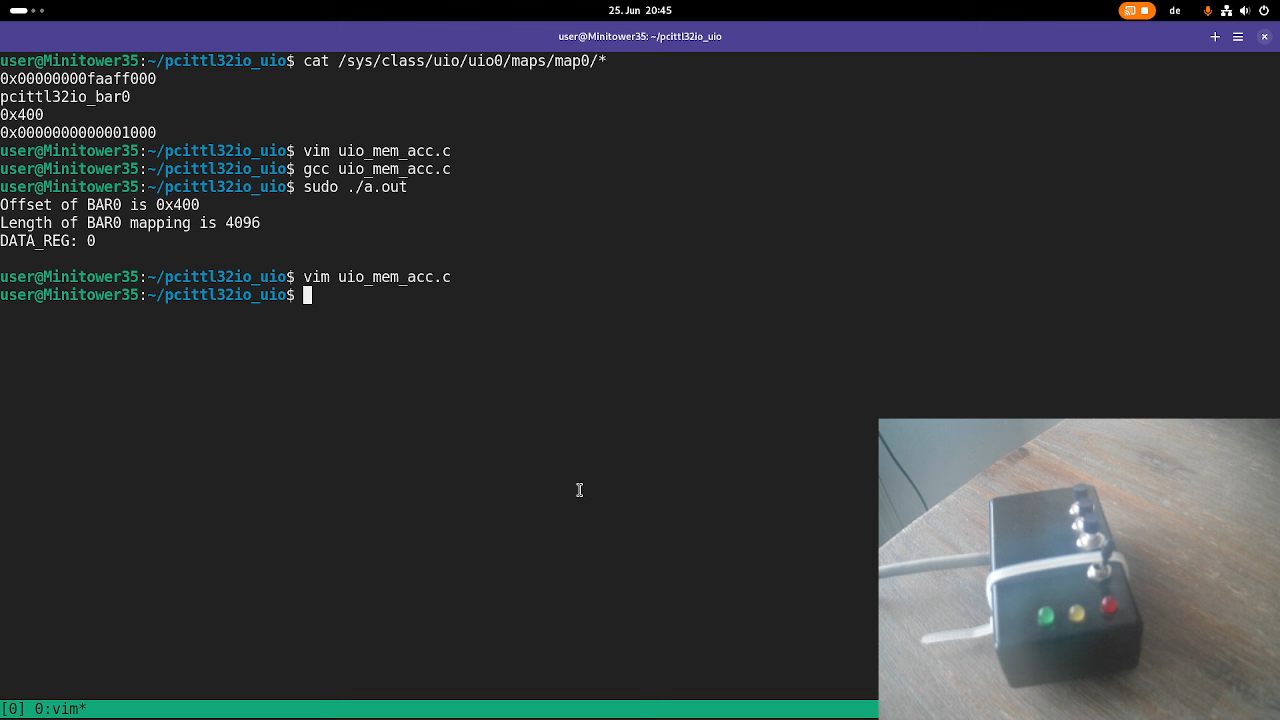 25. Jun 20:45
de
user@Minitower35: ~/pcittl32io_uio
user@Minitower35:~/pcittl32io_uio$ cat /sys/class/uio/uio0/maps/map0/*
0x00000000faaff000
pcittl32io_bar0
0x400
0x0000000000001000
user@Minitower35:~/pcittl32io_uio$ vim uio_mem_acc.c
user@Minitower35:~/pcittl32io_uio$ gcc uio_mem_acc.c
user@Minitower35:~/pcittl32io_uio$ sudo ./a.out
Offset of BAR0 is 0x400
Length of BAR0 mapping is 4096
DATA_REG: 0
user@Minitower35:~/pcittl32io_uio$ vim uio_mem_acc.c
user@Minitower35:~/pcittl32io_uio$
[0] 0:vim*